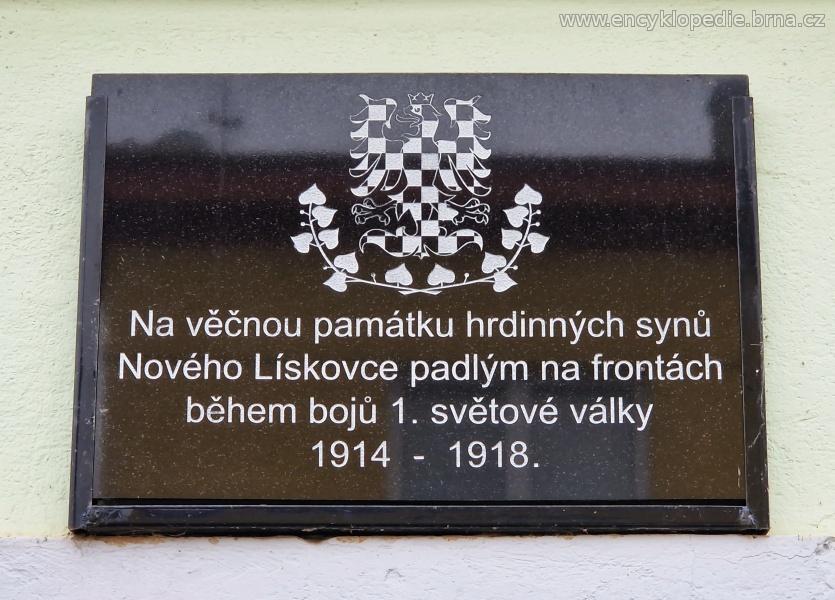 www.encyklopedie.brna.cz
Na věčnou památku hrdinných synů
Nového Lískovce padlým na frontách
během bojů 1. světové války
1914 - 1918.